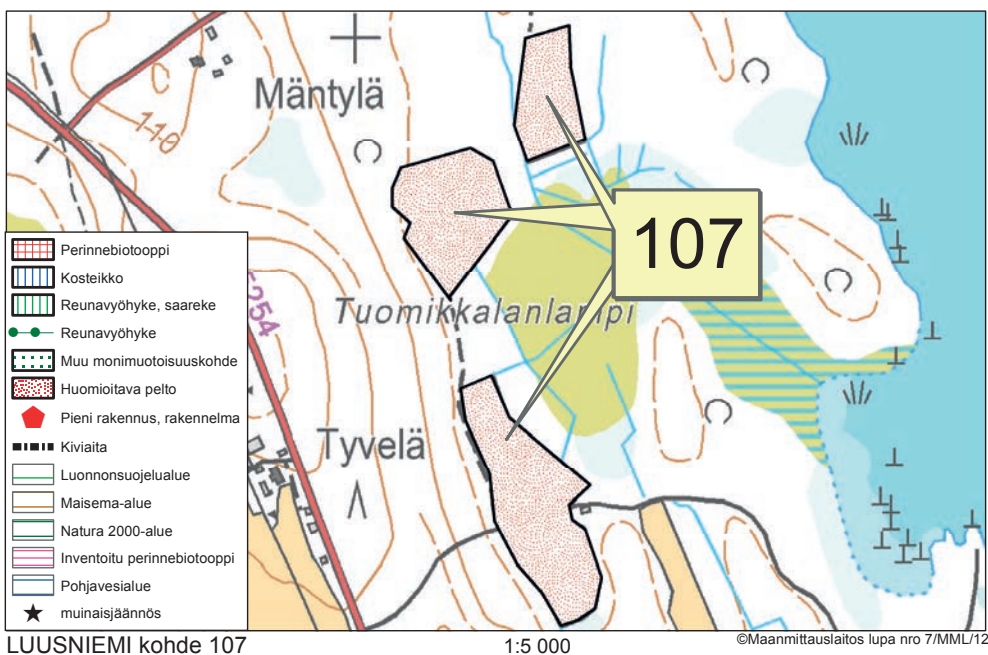 Mäntylä
110
107
Tuomikkalanlampi
5254
Tyvelä
Perinnebiotooppi
Kosteikko
Reunavyöhyke, saareke
Reunavyöhyke
Muu monimuotoisuuskohde
Huomioitava pelto
Pieni rakennus, rakennelma
Kiviaita
Luonnonsuojelualue
Maisema-alue
Natura 2000-alue
Inventoitu perinnebiotooppi
Pohjavesialue
muinaisjäännös
LUUSNIEMI kohde 107
1:5 000
©Maanmittauslaitos lupa nro 7/MML/12